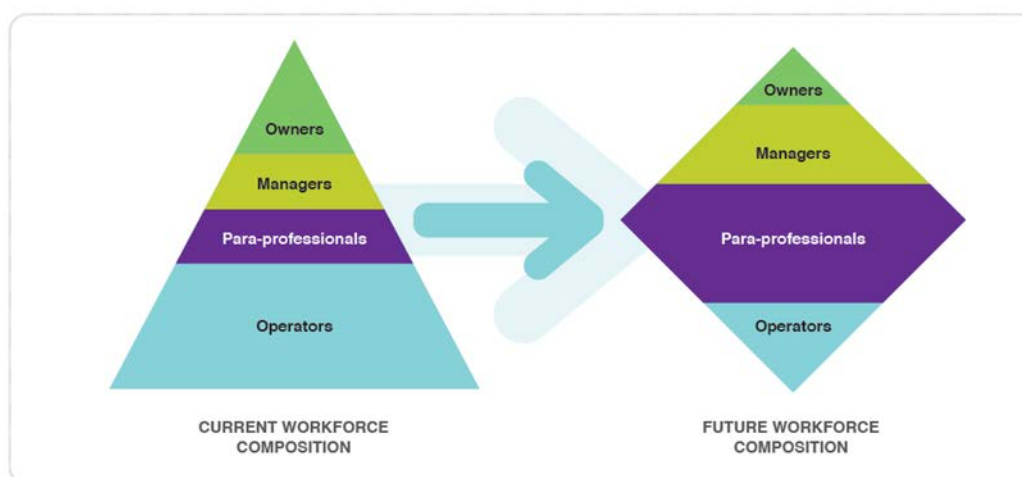 Owners
Managers
Para-professionals
Operators
CURRENT WORKFORCE
COMPOSITION
Owners
Managers
Para-professionals
Operators
FUTURE WORKFORCE
COMPOSITION